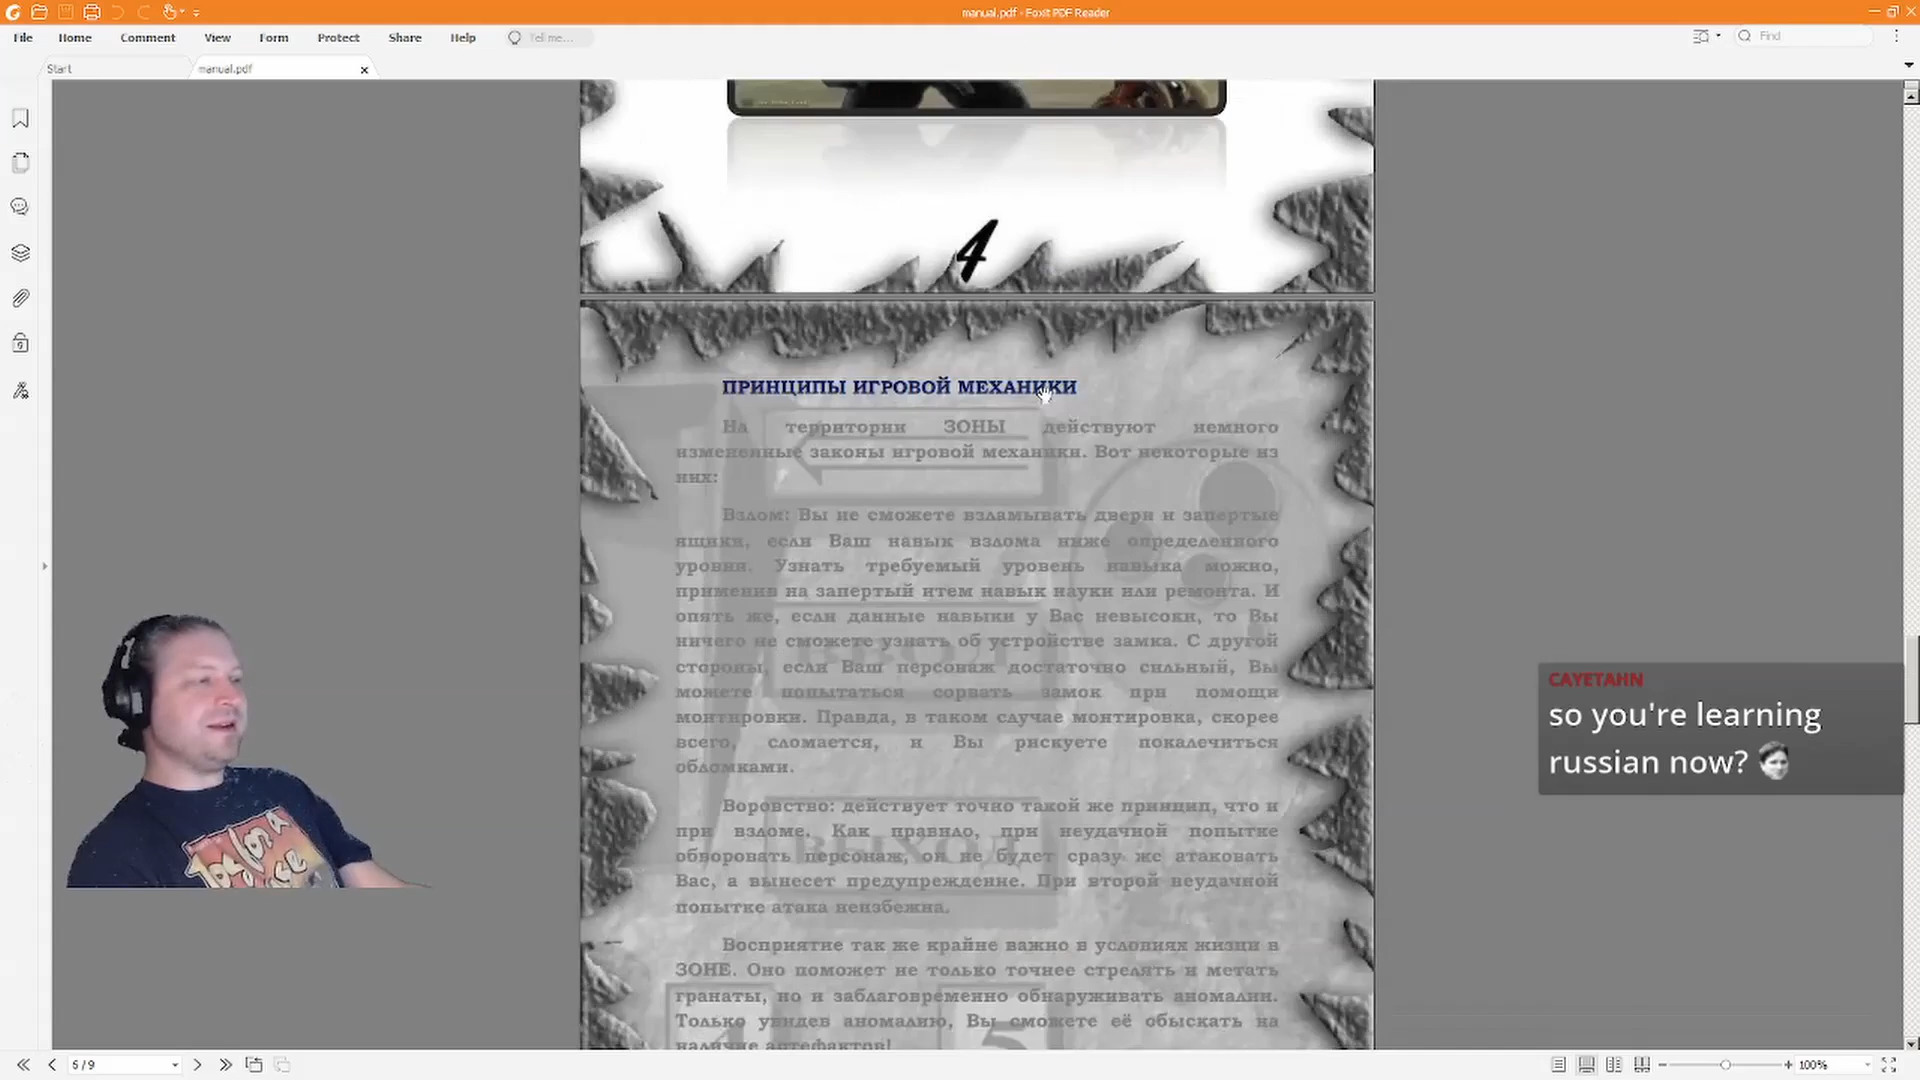 manual.pdf - Foxit PDF Reader
File Home Comment View Form Protect Share Help Tell me... Find
Start manual.pdf
4
ПРИНЦИПЫ ИГРОВОЙ МЕХАНИКИ
На территории ЗОНЫ действуют немного
измененные законы игровой механики. Вот некоторые из
них:
Взлом: Вы не сможете взламывать двери и запертые
ящики, если Ваш навык взлома ниже определенного
уровня. Узнать требуемый уровень навыка можно,
применив на запертый итем навык науки или ремонта. И
опять же, если данные навыки у Вас невысоки, то Вы
ничего не сможете узнать об устройстве замка. С другой
стороны, если Ваш персонаж достаточно сильный, Вы
можете попытаться сорвать замок при помощи
монтировки. Правда, в таком случае монтировка, скорее
всего, сломается, и Вы рискуете покалечиться
обломками.
Воровство: действует точно такой же принцип, что и
при взломе. Как правило, при неудачной попытке
обворовать персонаж, он не будет сразу же атаковать
Вас, а вынесет предупреждение. При второй неудачной
попытке атака неизбежна.
Восприятие так же крайне важно в условиях жизни в
ЗОНЕ. Оно поможет не только точнее стрелять и метать
гранаты, но и заблаговременно обнаруживать аномалии.
Только увидев аномалию, Вы сможете её обыскать на
наличие артефактов!
ВЫХОД
5
CAYETAHN
so you're learning
russian now?
6 / 9
100%